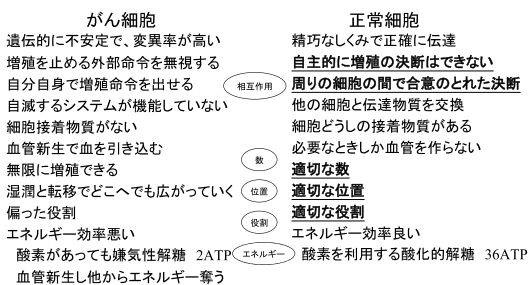 がん細胞
遺伝的に不安定で、変異率が高い
増殖を止める外部命令を無視する
自分自身で増殖命令を出せる
自滅するシステムが機能していない
細胞接着物質がない
血管新生で血を引き込む
無限に増殖できる
湿潤と転移でどこへでも広がっていく
偏った役割
エネルギー効率悪い
酸素があっても嫌気性解糖 2ATP
血管新生し他からエネルギー奪う
相互作用
数
位置
役割
エネルギー
正常細胞
精巧なしくみで正確に伝達
自主的に増殖の決断はできない
周りの細胞の間で合意のとれた決断
他の細胞と伝達物質を交換
細胞どうしの接着物質がある
必要なときしか血管を作らない
適切な数
適切な位置
適切な役割
エネルギー効率良い
酸素を利用する酸化的解糖 36ATP